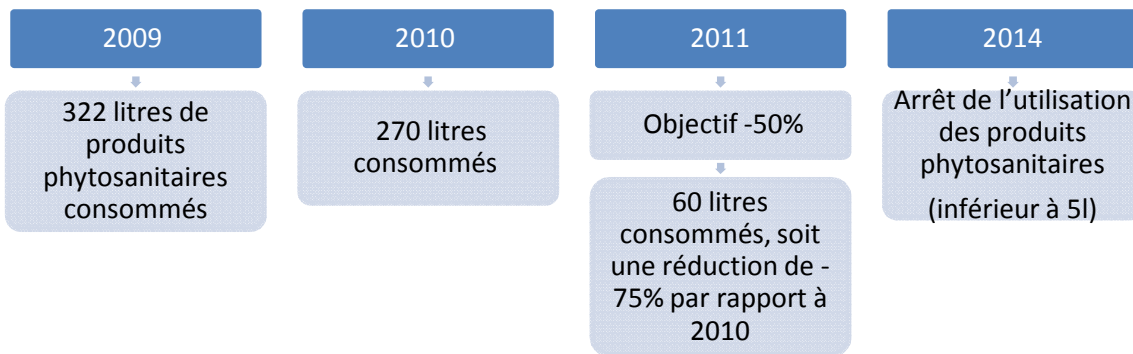 2009
322 litres de
produits
phytosanitaires
consommés
2010
270 litres
consommés
2011
Objectif -50%
60 litres
consommés, soit
une réduction de -
75% par rapport à
2010
2014
Arrêt de l’utilisation
des produits
phytosanitaires
(inférieur à 5l)